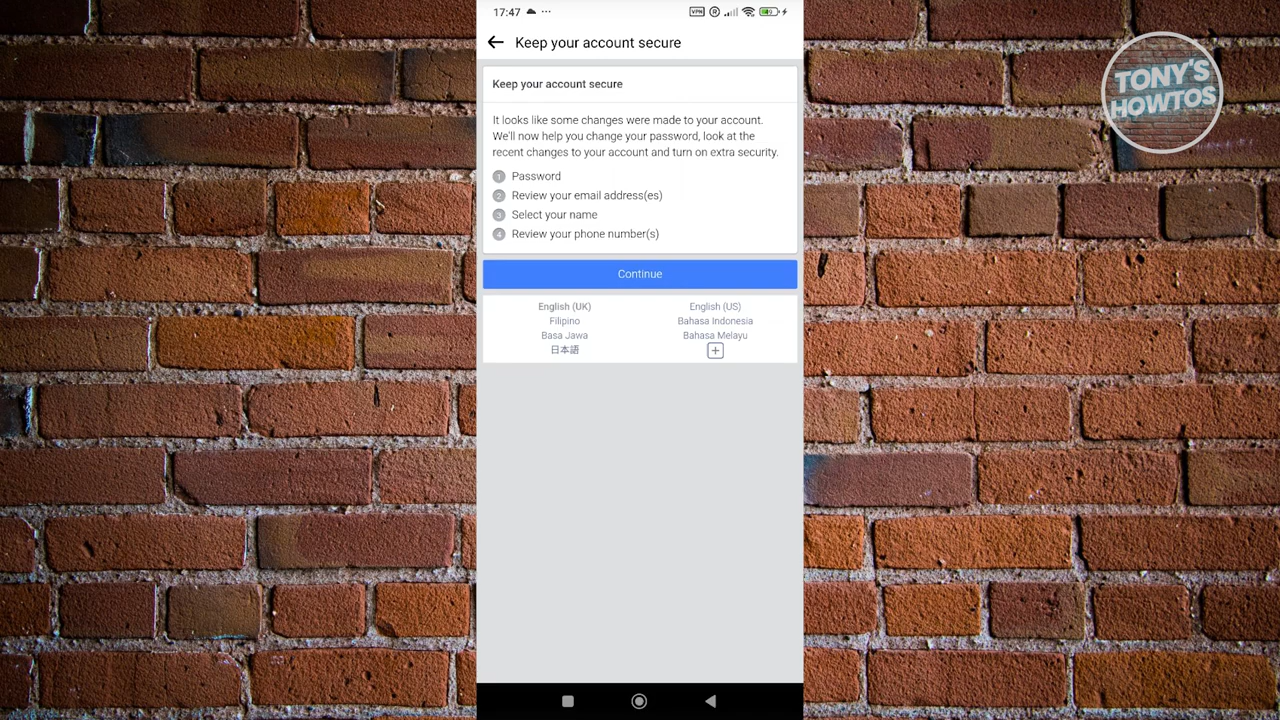 17:47
VPN
Keep your account secure
TONY'S
HOWTOS
Keep your account secure
It looks like some changes were made to your account.
We'll now help you change your password, look at the
recent changes to your account and turn on extra security.
1 Password
2 Review your email address(es)
3 Select your name
4 Review your phone number(s)
Continue
English (UK)
English (US)
Filipino
Bahasa Indonesia
Basa Jawa
Bahasa Melayu
日本語